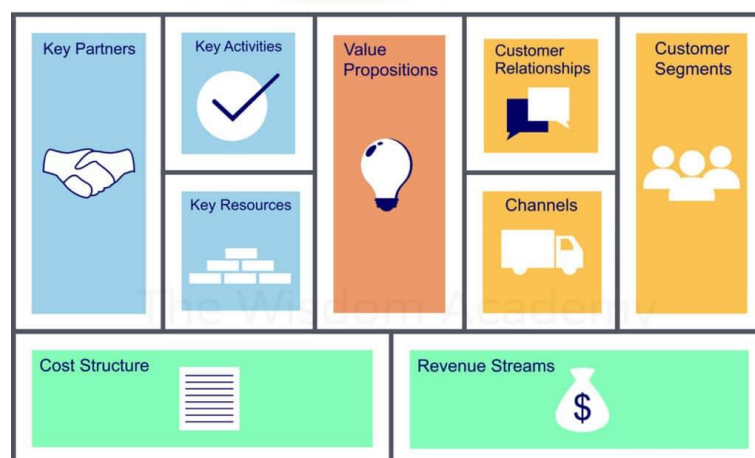 Key Partners
Key Activities
Value
Propositions
Customer
Relationships
Customer
Segments
Key Resources
Channels
The Wisdom Academy
Cost Structure
Revenue Streams
$